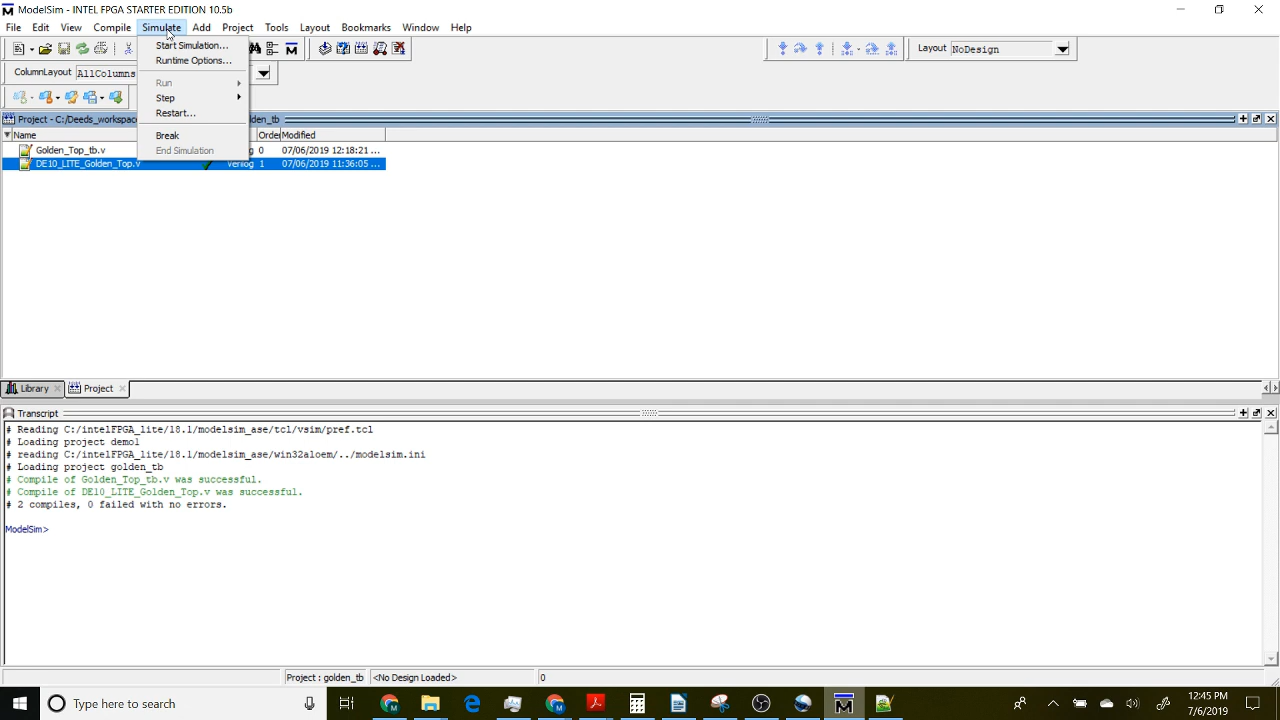 ModelSim - INTEL FPGA STARTER EDITION 10.5b
File Edit View Compile Simulate Add Project Tools Layout Bookmarks Window Help
Start Simulation...
Runtime Options...
Run
Step
Restart...
Break
End Simulation
Layout NoDesign
ColumnLayout AllColumns
Project - C:/Deeds_workspac
lden_tb
Name Order Modified
Golden_Top_tb.v g 0 07/06/2019 12:18:21 ...
DE10_LITE_Golden_Top.v Verilog 1 07/06/2019 11:36:05 ...
Library Project
Transcript
# Reading C:/intelFPGA_lite/18.1/modelsim_ase/tcl/vsim/pref.tcl
# Loading project demo1
# reading C:/intelFPGA_lite/18.1/modelsim_ase/win32aloem/../modelsim.ini
# Loading project golden_tb
# Compile of Golden_Top_tb.v was successful.
# Compile of DE10_LITE_Golden_Top.v was successful.
# 2 compiles, 0 failed with no errors.
ModelSim>
Project : golden_tb <No Design Loaded> 0
Type here to search
12:45 PM
7/6/2019